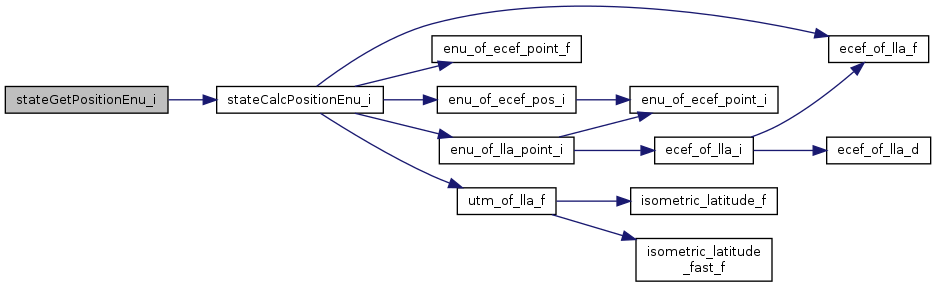 stateGetPositionEnu_i
stateCalcPositionEnu_i
ecef_of_lla_f
enu_of_ecef_point_f
enu_of_ecef_pos_i
enu_of_ecef_point_i
enu_of_lla_point_i
ecef_of_lla_i
ecef_of_lla_d
utm_of_lla_f
isometric_latitude_f
isometric_latitude
_fast_f